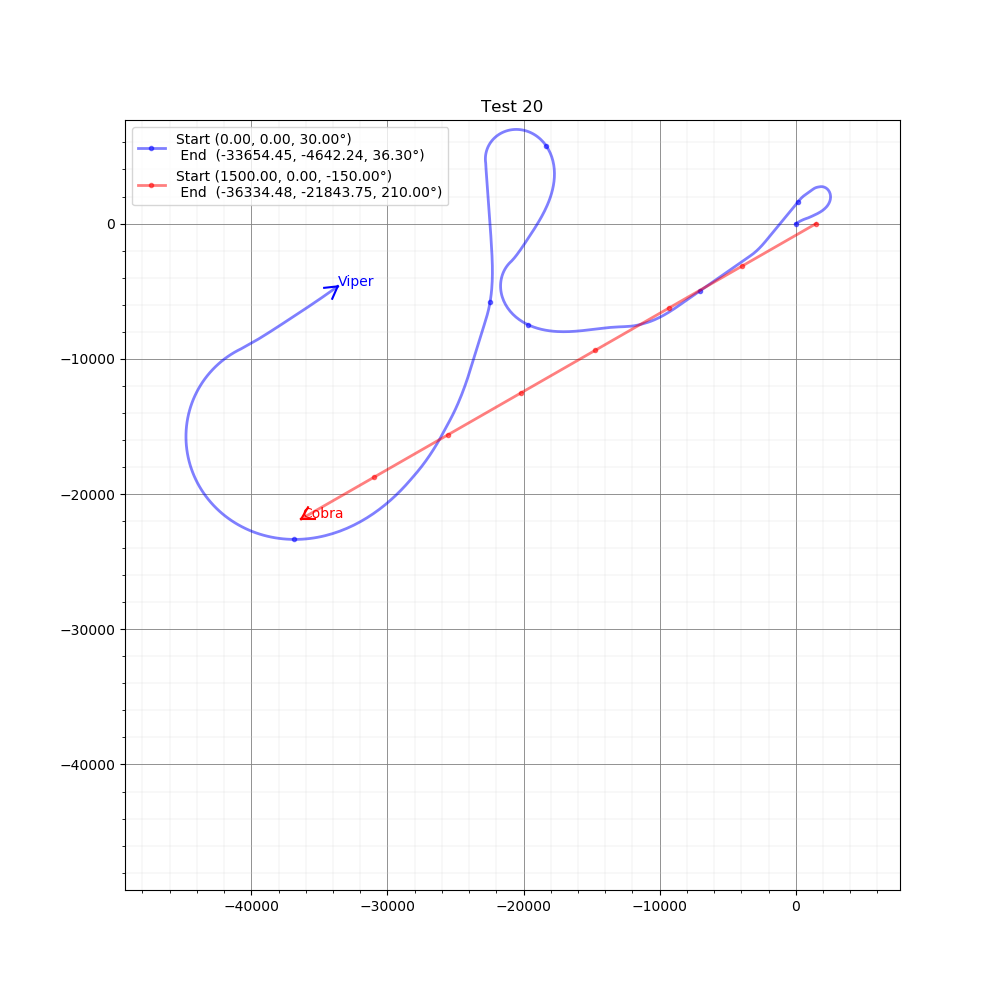 Test 20
Start (0.00, 0.00, 30.00°)
End (-33654.45, -4642.24, 36.30°)
Start (1500.00, 0.00, -150.00°)
End (-36334.48, -21843.75, 210.00°)
0
Viper
−10000
−20000
Cobra
−30000
−40000
−40000 −30000 −20000 −10000 0